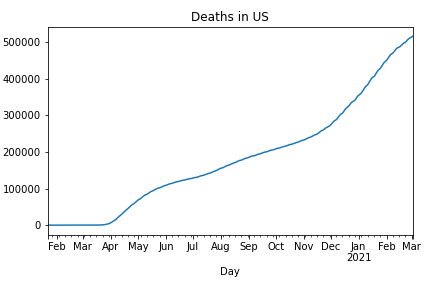 Deaths in US
500000
400000
300000
200000
100000
0
Feb Mar Apr May Jun Jul Aug Sep Oct Nov Dec Jan Feb Mar
2021
Day